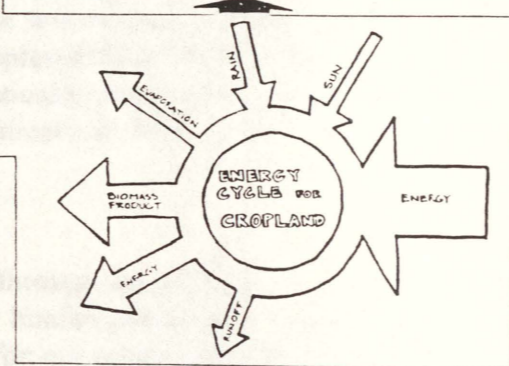 RAIN
SUN
EVAPORATION
ENERGY
CYCLE FOR
CROPLAND
BIOMASS
PRODUCT
ENERGY
ENERGY
RUNOFF